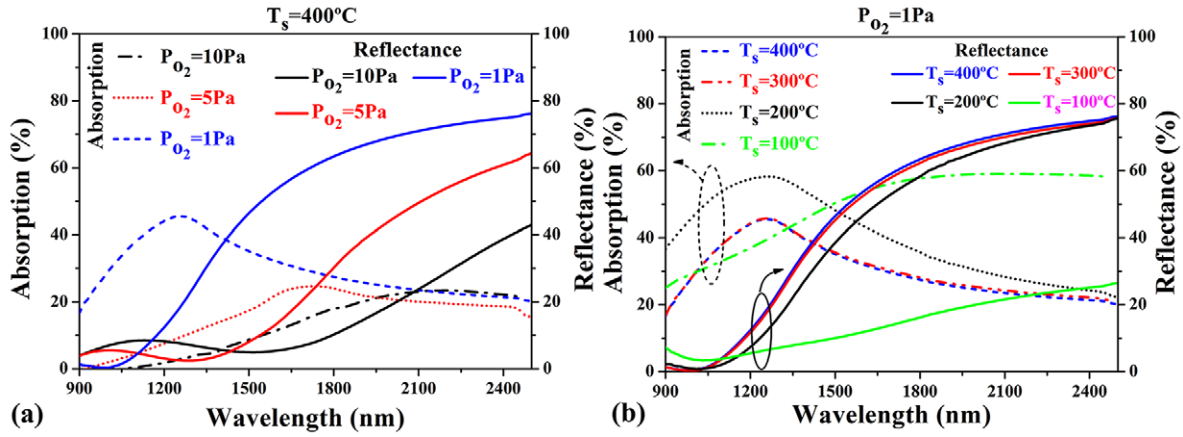 Ts=400ºC
Absorption
Po2=10Pa
Po2=5Pa
Po2=1Pa
Reflectance
Po2=10Pa
Po2=1Pa
Po2=5Pa
Absorption (%)
100
80
60
40
20
0
Reflectance (%)
100
80
60
40
20
0
900 1200 1500 1800 2100 2400
Wavelength (nm)
(a)
Po2=1Pa
Absorption
Ts=400ºC
Ts=300ºC
Ts=200ºC
Ts=100ºC
Reflectance
Ts=400ºC
Ts=300ºC
Ts=200ºC
Ts=100ºC
Absorption (%)
100
80
60
40
20
0
Reflectance (%)
100
80
60
40
20
0
900 1200 1500 1800 2100 2400
Wavelength (nm)
(b)